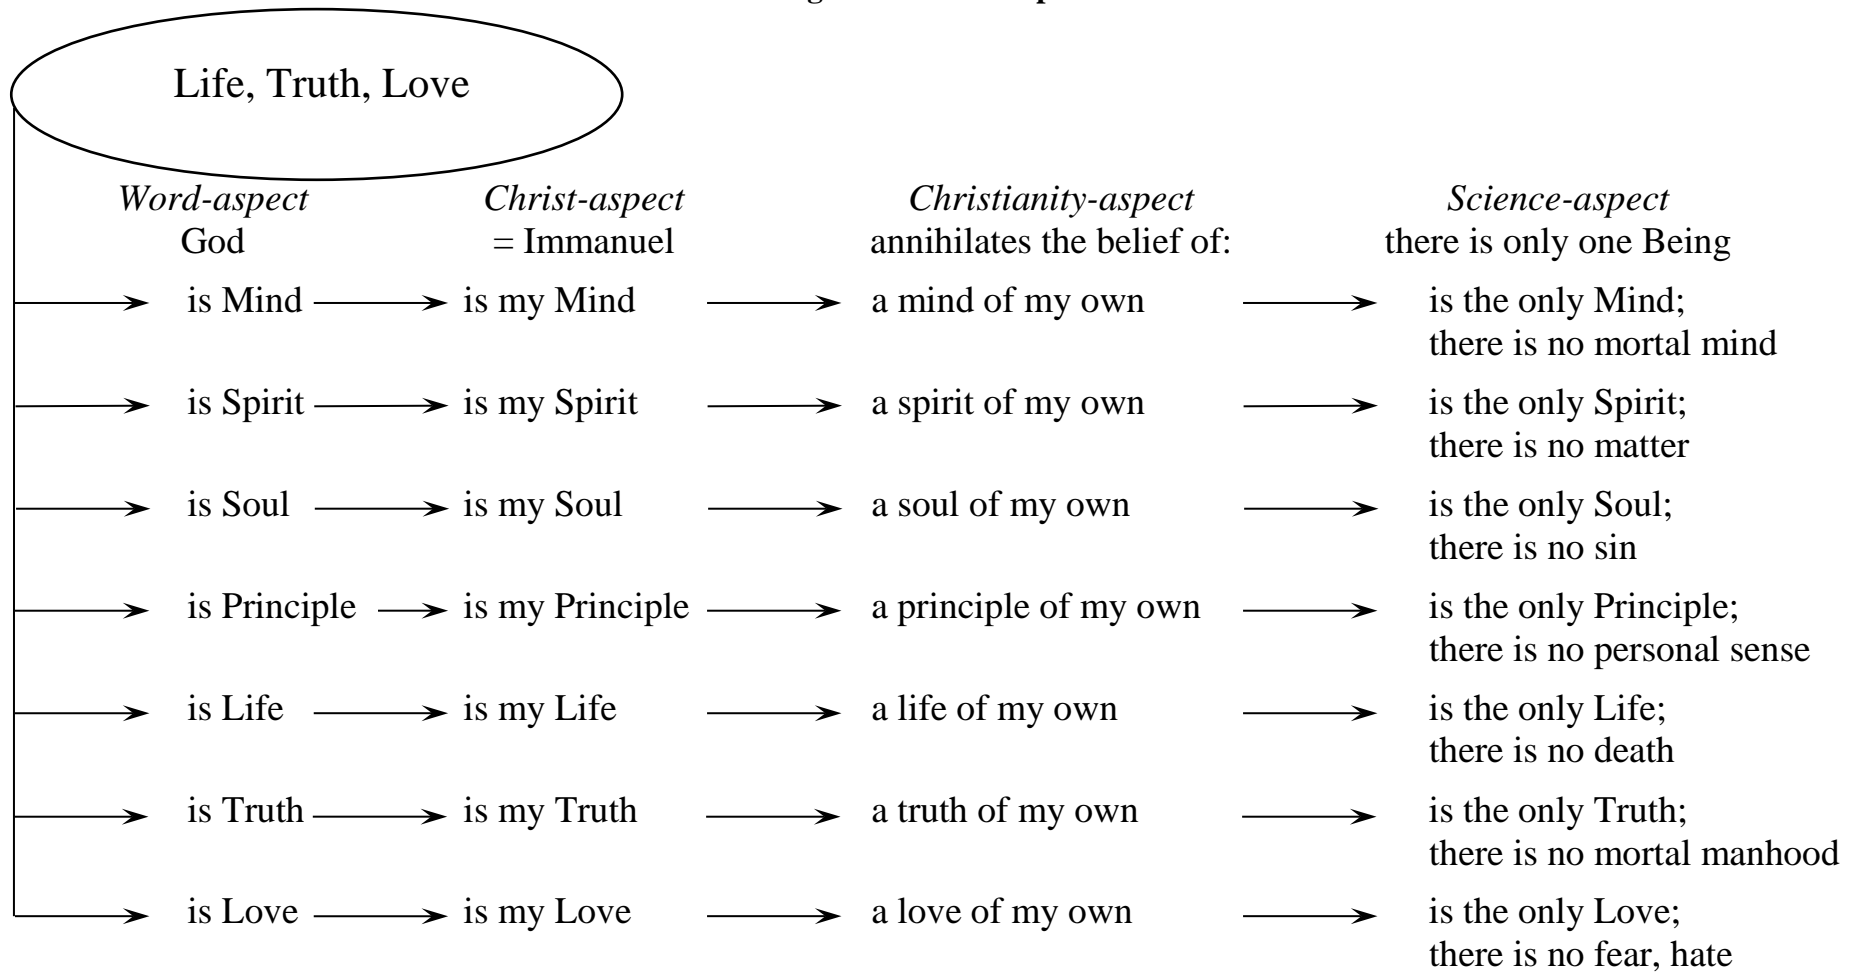 Life, Truth, Love
Word-aspect Christ-aspect Christianity-aspect Science-aspect
God = Immanuel annihilates the belief of: there is only one Being
is Mind is my Mind a mind of my own is the only Mind;
there is no mortal mind
is Spirit is my Spirit a spirit of my own is the only Spirit;
there is no matter
is Soul is my Soul a soul of my own is the only Soul;
there is no sin
is Principle is my Principle a principle of my own is the only Principle;
there is no personal sense
is Life is my Life a life of my own is the only Life;
there is no death
is Truth is my Truth a truth of my own is the only Truth;
there is no mortal manhood
is Love is my Love a love of my own is the only Love;
there is no fear, hate